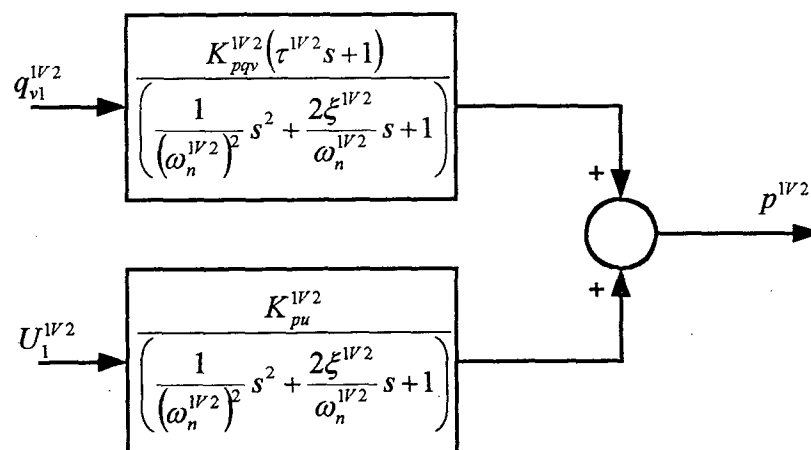 q_{v1}^{1V2}
K_{pqv}^{1V2}(τ^{1V2}s+1)
(1/(ω_n^{1V2})^2 s^2 + 2ξ^{1V2}/ω_n^{1V2} s+1)
+
p^{1V2}
+
U_1^{1V2}
K_{pu}^{1V2}
(1/(ω_n^{1V2})^2 s^2 + 2ξ^{1V2}/ω_n^{1V2} s+1)